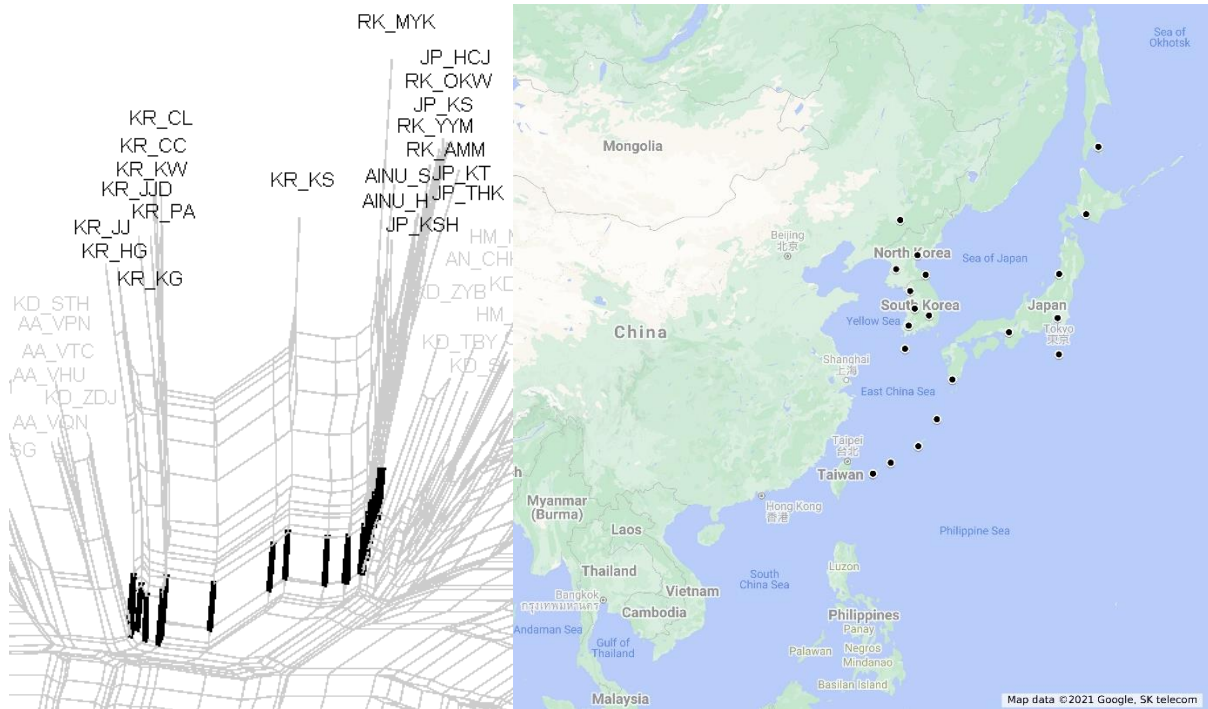 RK_MYK
JP_HCJ
RK_OKW
JP_KS
RK_YYM
RK_AMM
AINU_S
JP_KT
AINU_H
JP_THK
JP_KSH
KR_CL
KR_CC
KR_KW
KR_JJD
KR_PA
KR_JJ
KR_HG
KR_KG
KR_KS
KD_STH
AA_VPN
AA_VTC
AA_VHU
KD_ZDJ
AA_VQN
SG
KD_TBY
HM
Sea of
Okhotsk
Mongolia
Beijing
北京
North Korea
Sea of Japan
South Korea
Japan
Yellow Sea
Tokyo
東京
China
Shanghai
上海
East China Sea
Taipei
台北
Taiwan
Myanmar
(Burma)
Hong Kong
香港
Laos
Philippine Sea
Luzon
Thailand
South
China Sea
Vietnam
Bangkok
กรุงเทพมหานคร
Cambodia
Philippines
Panay
Andaman Sea
Gulf of
Thailand
Negros
Palawan
Mindanao
Basilan Island
Malaysia
Map data ©2021 Google, SK telecom